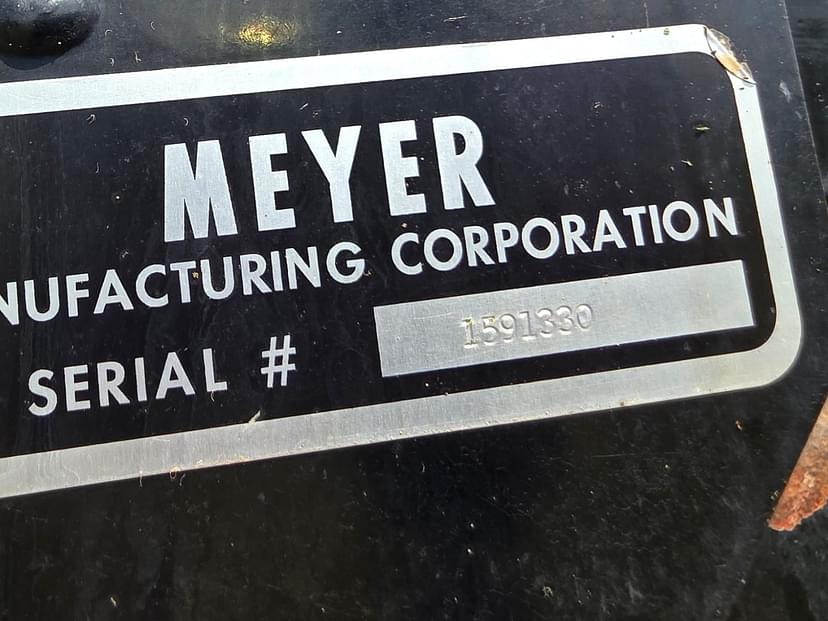 MEYER
NUFACTURING CORPORATION
SERIAL # 1591330